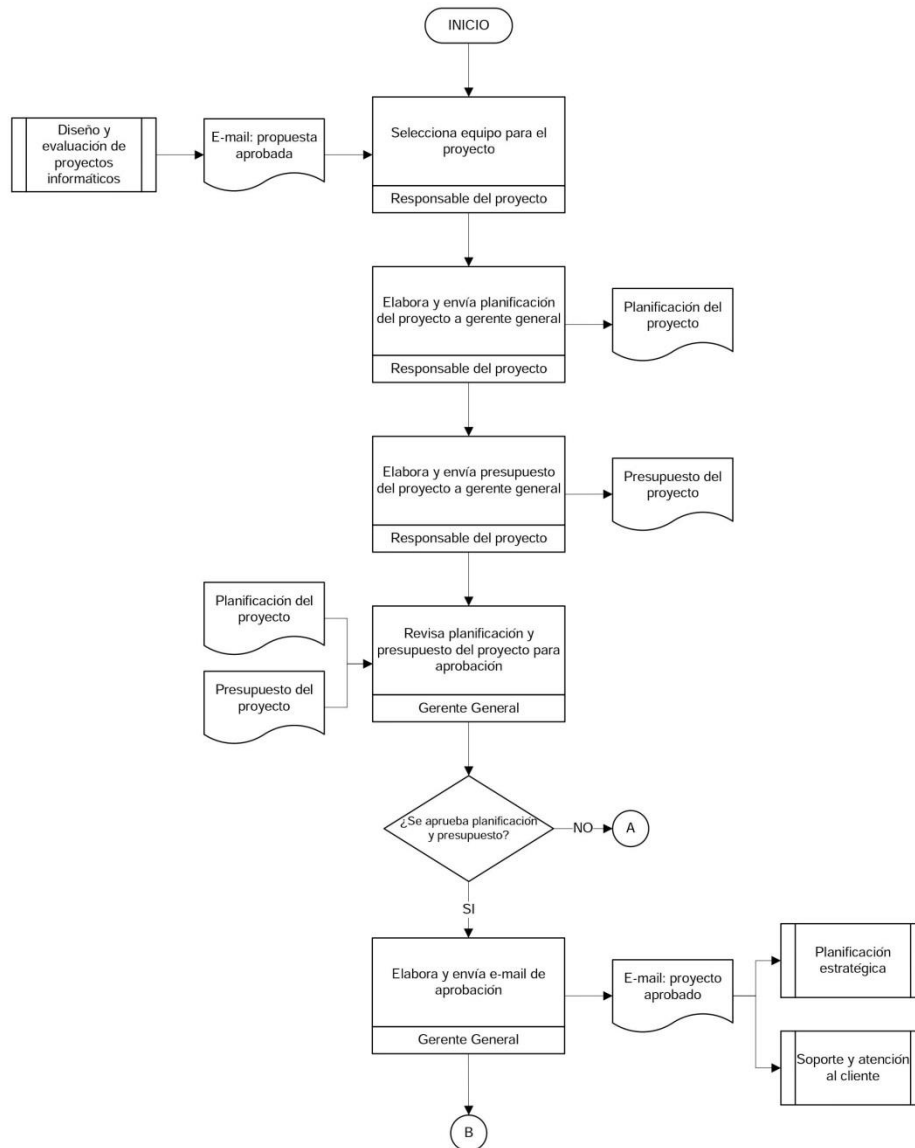 INICIO
Diseño y
evaluación de
proyectos
informáticos
E-mail: propuesta
aprobada
Selecciona equipo para el
proyecto
Responsable del proyecto
Elabora y envía planificación
del proyecto a gerente general
Responsable del proyecto
Planificación del
proyecto
Elabora y envía presupuesto
del proyecto a gerente general
Responsable del proyecto
Presupuesto del
proyecto
Planificación del
proyecto
Presupuesto del
proyecto
Revisa planificación y
presupuesto del proyecto para
aprobación
Gerente General
¿Se aprueba planificación
y presupuesto?
NO
A
SI
Elabora y envía e-mail de
aprobación
Gerente General
E-mail: proyecto
aprobado
Planificación
estratégica
Soporte y atención
al cliente
B